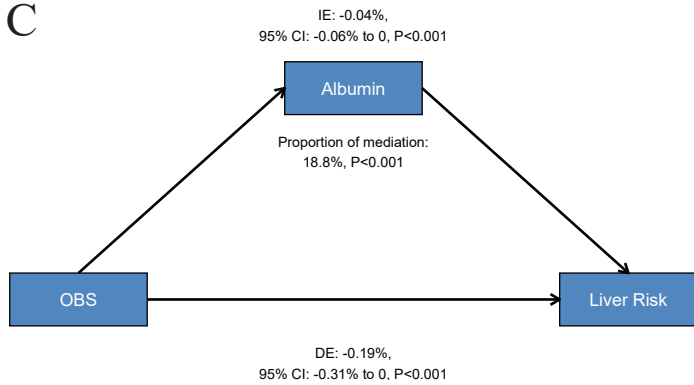 C
IE: -0.04%,
95% CI: -0.06% to 0, P<0.001
Albumin
Proportion of mediation:
18.8%, P<0.001
OBS
Liver Risk
DE: -0.19%,
95% CI: -0.31% to 0, P<0.001